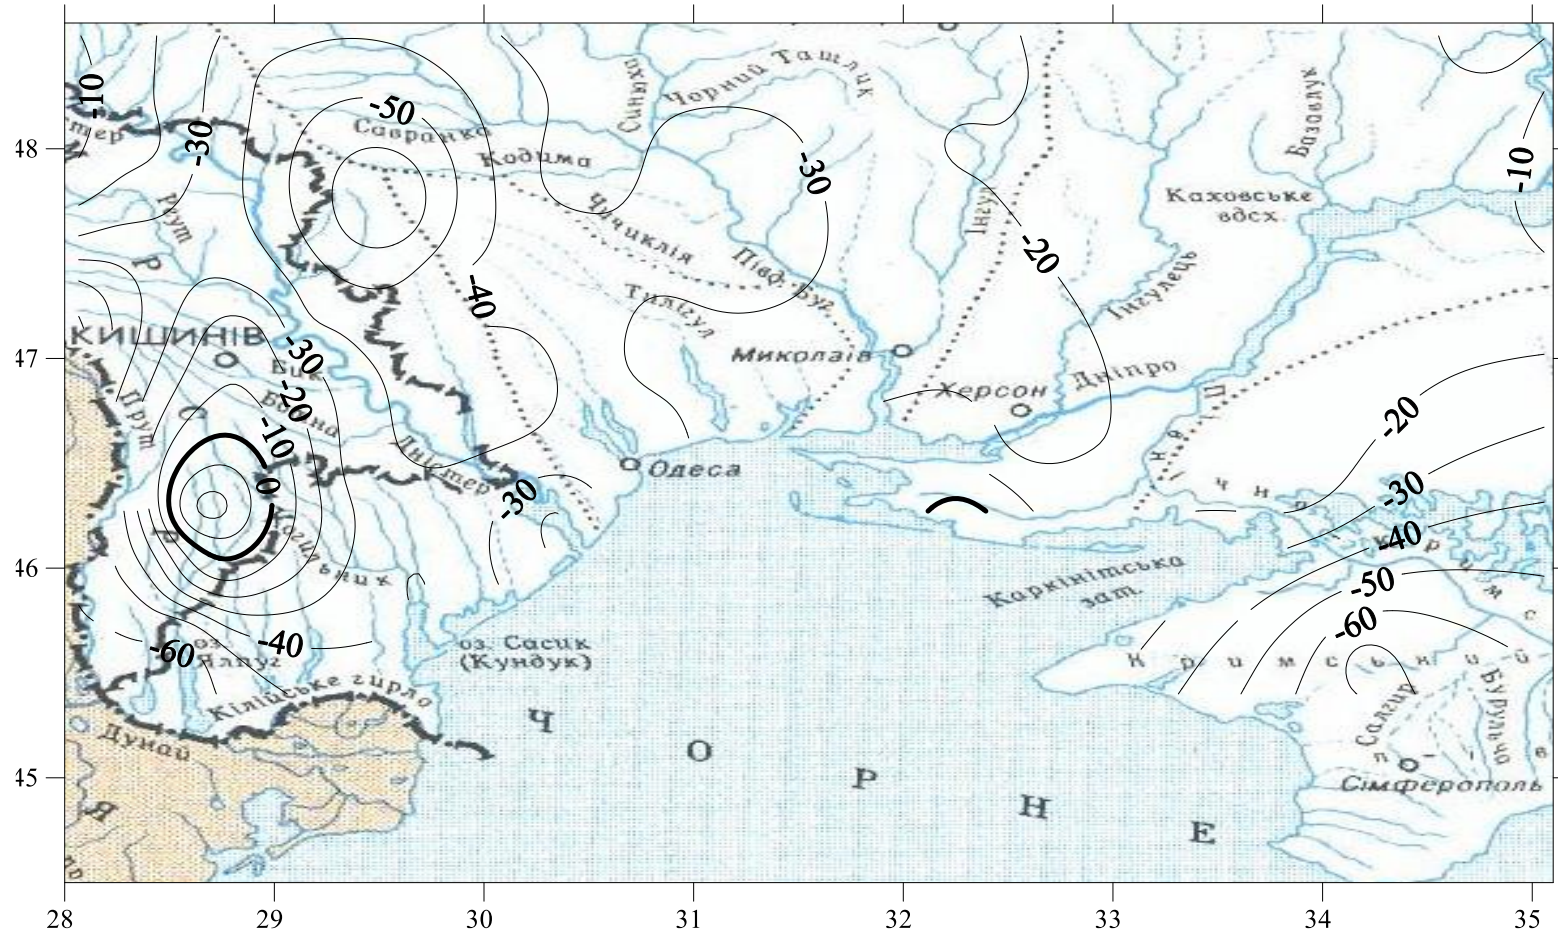 Синюха
Чорний Ташлик
-10
-50
Базавлук
тер
-30
Савранка
48
Кодима
-30
-10
Реут
Чичиклія
Інгул
Каховське
вдсх.
-20
Р
Півд. Буг
-40
Тилігул
Інгулець
КИШИНІВ
-30
47
Бик
Миколаїв
Дніпро
-20
Херсон
Прут
С
Ботна
-20
-10
Дністер
Одеса
0
-30
-30
Когильник
Р
-40
46
Каркінітська
зат.
-50
-60
-60
оз.
Ялпуг
-40
оз. Сасик
(Кундук)
К р и м с ь к и й
Кілійське гирло
Салгир
Бурульча
Ч
О
Р
Н
Е
Дунай
45
Сімферополь
Я
28
29
30
31
32
33
34
35